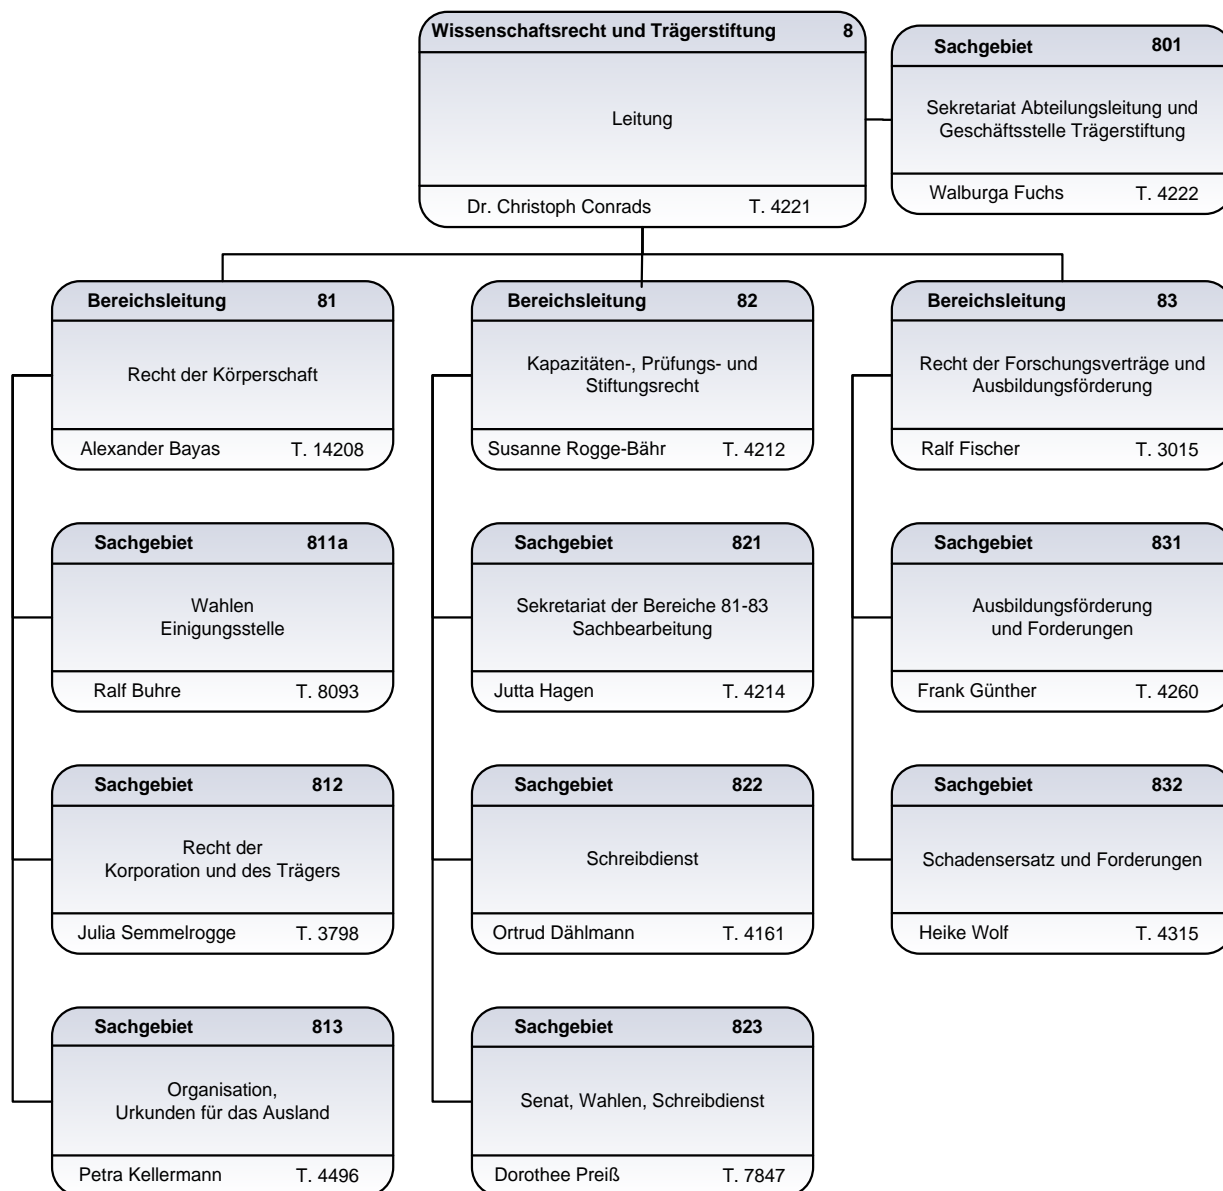 Wissenschaftsrecht und Trägerstiftung 8
Leitung
Dr. Christoph Conrads T. 4221
Sachgebiet 801
Sekretariat Abteilungsleitung und
Geschäftsstelle Trägerstiftung
Walburga Fuchs T. 4222
Bereichsleitung 81
Recht der Körperschaft
Alexander Bayas T. 14208
Bereichsleitung 82
Kapazitäten-, Prüfungs- und
Stiftungsrecht
Susanne Rogge-Bähr T. 4212
Bereichsleitung 83
Recht der Forschungsverträge und
Ausbildungsförderung
Ralf Fischer T. 3015
Sachgebiet 811a
Wahlen
Einigungsstelle
Ralf Buhre T. 8093
Sachgebiet 821
Sekretariat der Bereiche 81-83
Sachbearbeitung
Jutta Hagen T. 4214
Sachgebiet 831
Ausbildungsförderung
und Forderungen
Frank Günther T. 4260
Sachgebiet 812
Recht der
Korporation und des Trägers
Julia Semmelrogge T. 3798
Sachgebiet 822
Schreibdienst
Ortrud Dählmann T. 4161
Sachgebiet 832
Schadensersatz und Forderungen
Heike Wolf T. 4315
Sachgebiet 813
Organisation,
Urkunden für das Ausland
Petra Kellermann T. 4496
Sachgebiet 823
Senat, Wahlen, Schreibdienst
Dorothee Preiß T. 7847